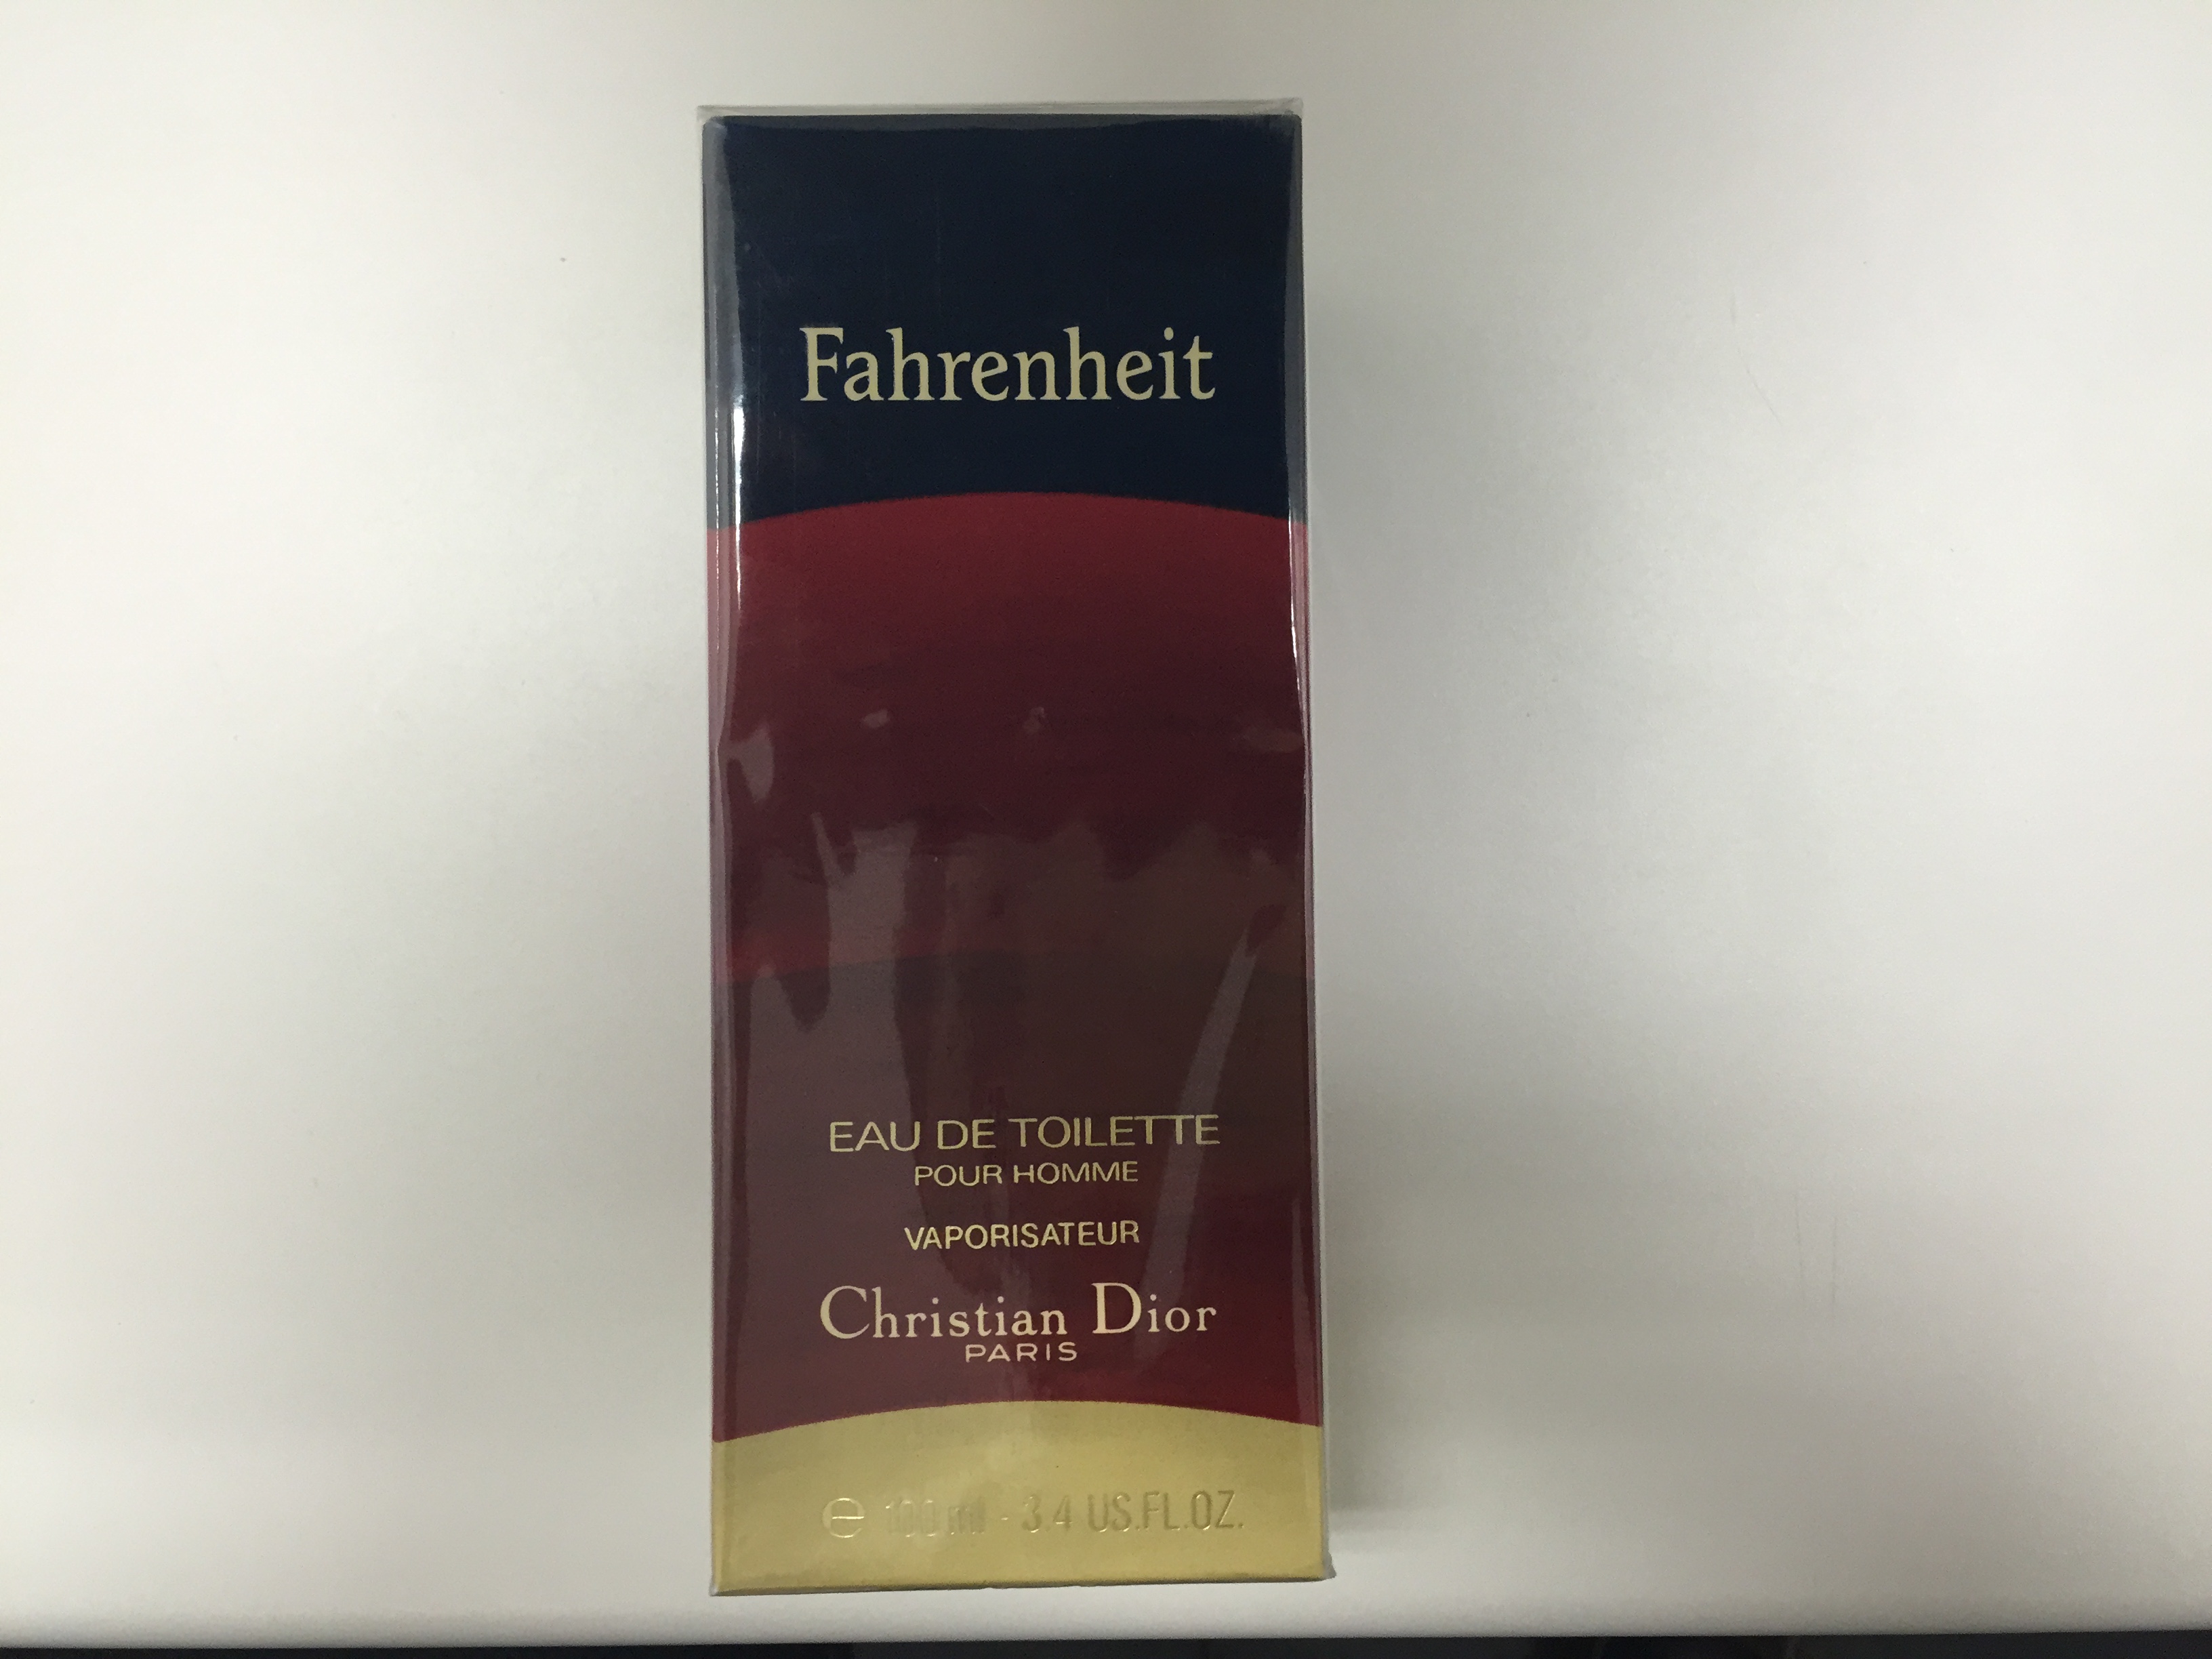 Fahrenheit
EAU DE TOILETTE
POUR HOMME
VAPORISATEUR
Christian Dior
PARIS
℮ 100 ml - 3.4 US.FL.OZ.